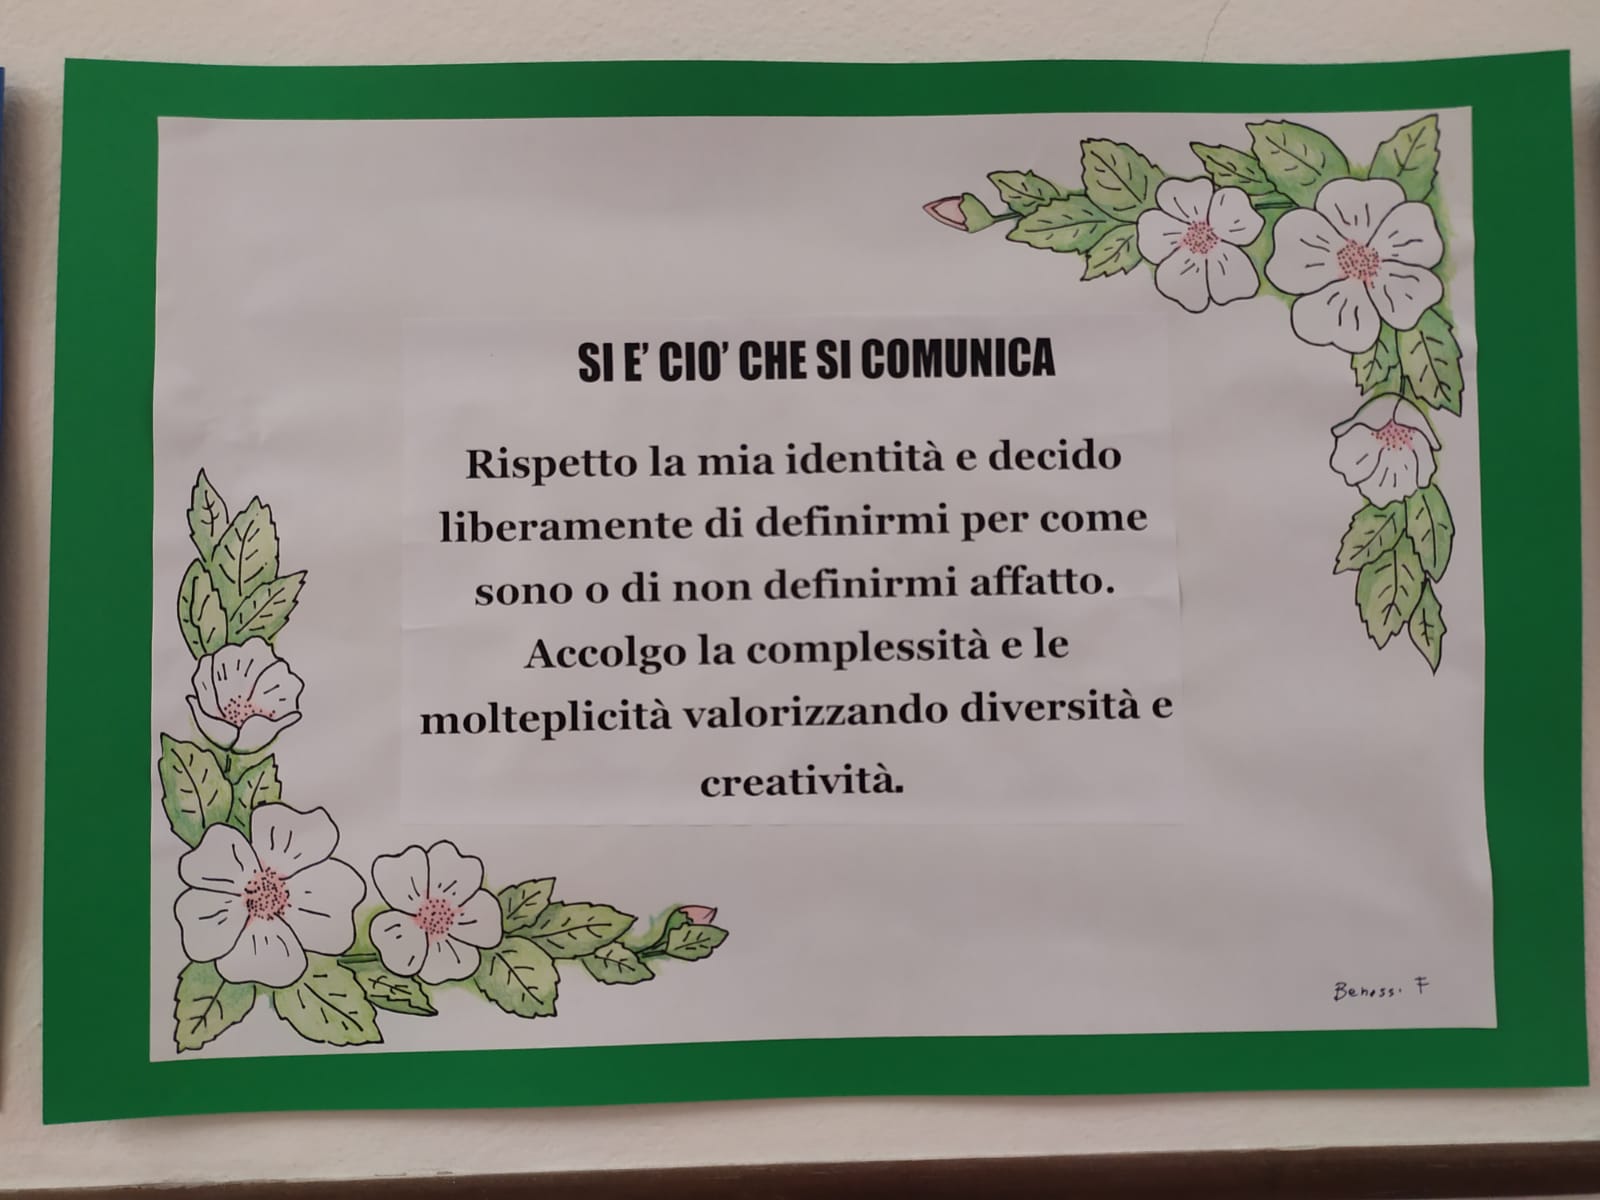 SI E' CIO' CHE SI COMUNICA
Rispetto la mia identità e decido
liberamente di definirmi per come
sono o di non definirmi affatto.
Accolgo la complessità e le
molteplicità valorizzando diversità e
creatività.